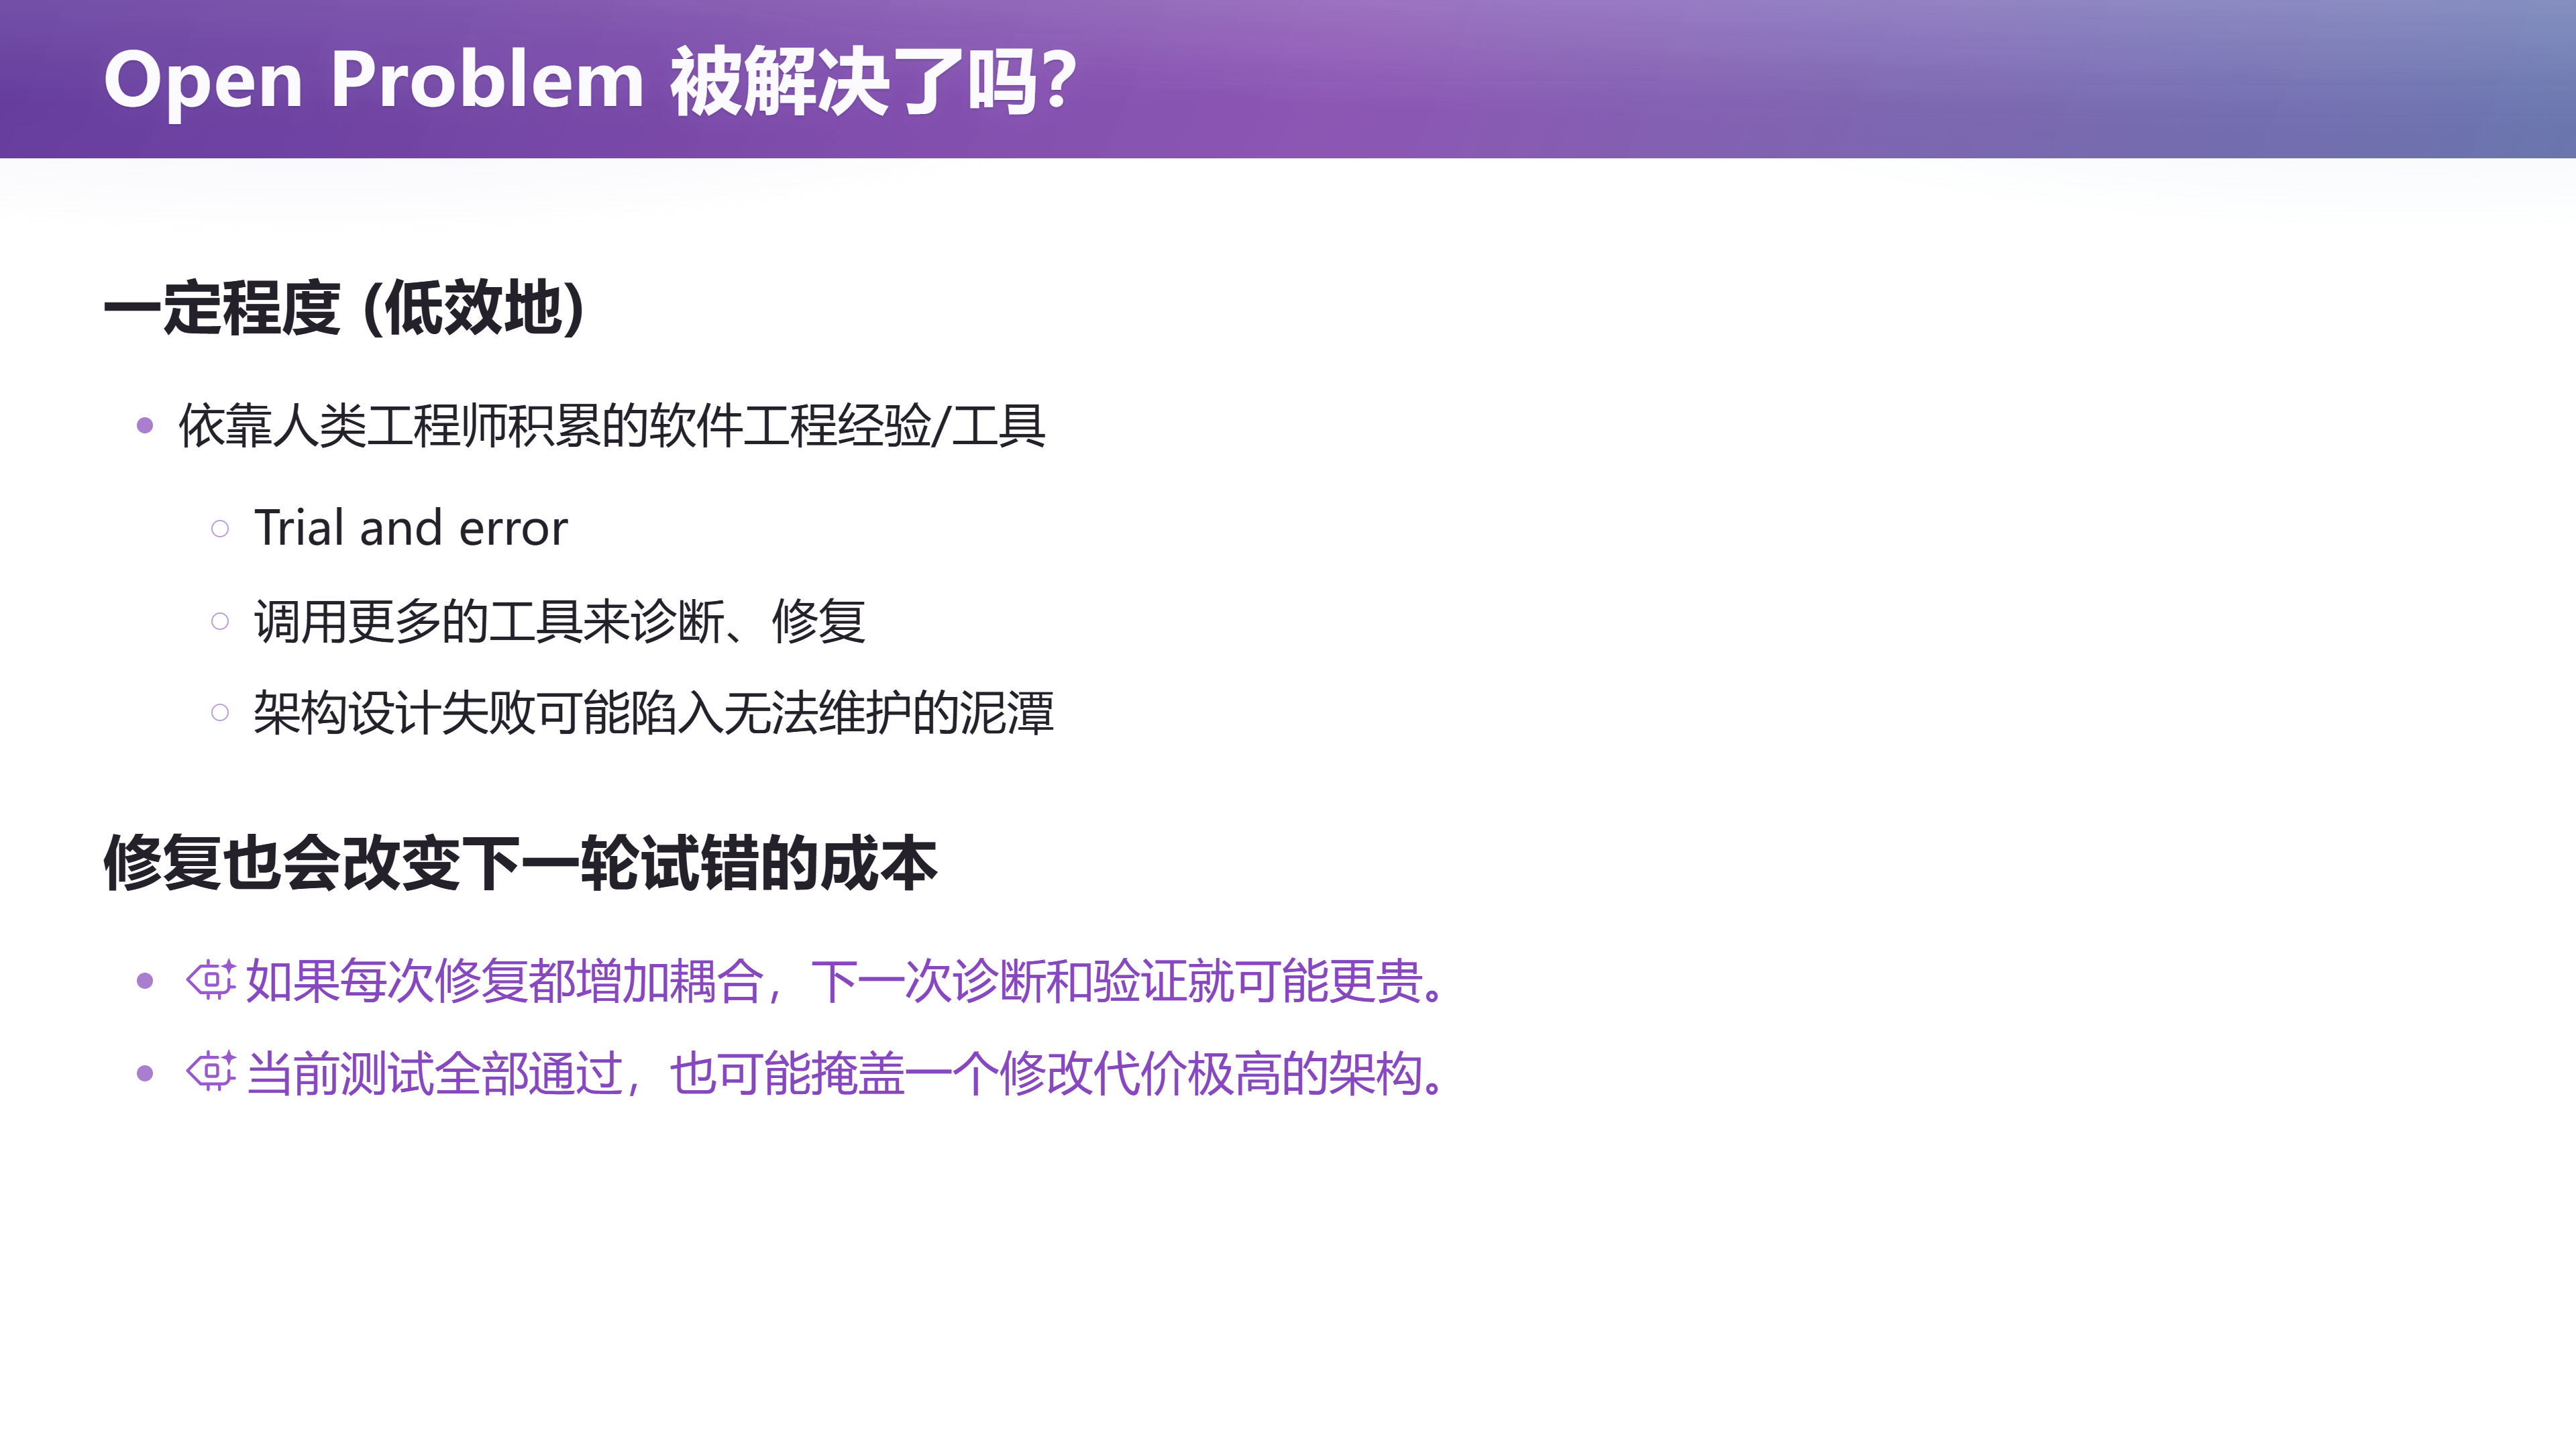 Open Problem 被解决了吗?
一定程度 (低效地)
依靠人类工程师积累的软件工程经验/工具
Trial and error
调用更多的工具来诊断、修复
架构设计失败可能陷入无法维护的泥潭
修复也会改变下一轮试错的成本
如果每次修复都增加耦合，下一次诊断和验证就可能更贵。
当前测试全部通过，也可能掩盖一个修改代价极高的架构。